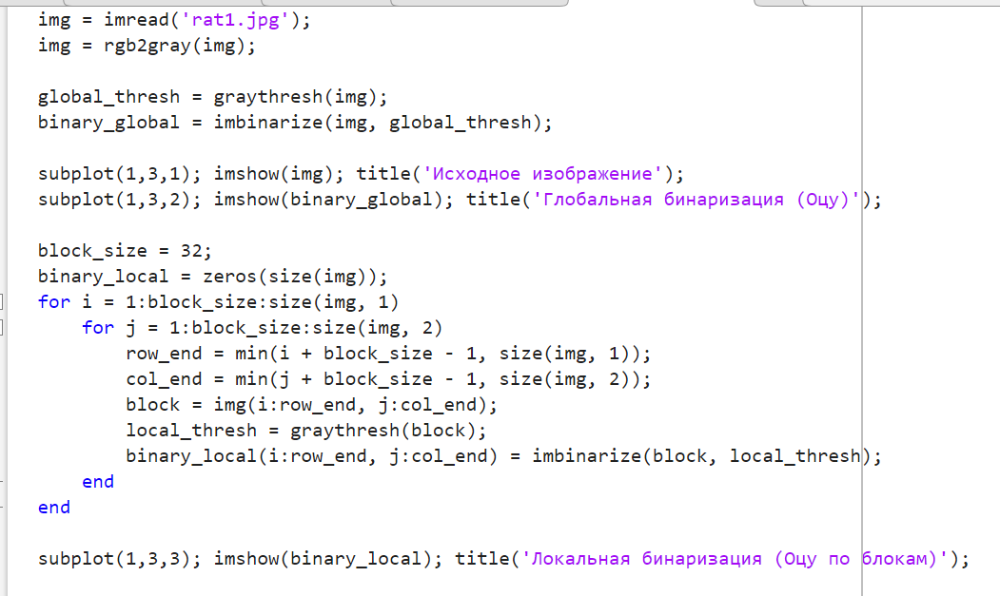 img = imread('rat1.jpg');
img = rgb2gray(img);
global_thresh = graythresh(img);
binary_global = imbinarize(img, global_thresh);
subplot(1,3,1); imshow(img); title('Исходное изображение');
subplot(1,3,2); imshow(binary_global); title('Глобальная бинаризация (Оцу)');
block_size = 32;
binary_local = zeros(size(img));
for i = 1:block_size:size(img, 1)
    for j = 1:block_size:size(img, 2)
        row_end = min(i + block_size - 1, size(img, 1));
        col_end = min(j + block_size - 1, size(img, 2));
        block = img(i:row_end, j:col_end);
        local_thresh = graythresh(block);
        binary_local(i:row_end, j:col_end) = imbinarize(block, local_thresh);
    end
end
subplot(1,3,3); imshow(binary_local); title('Локальная бинаризация (Оцу по блокам)');